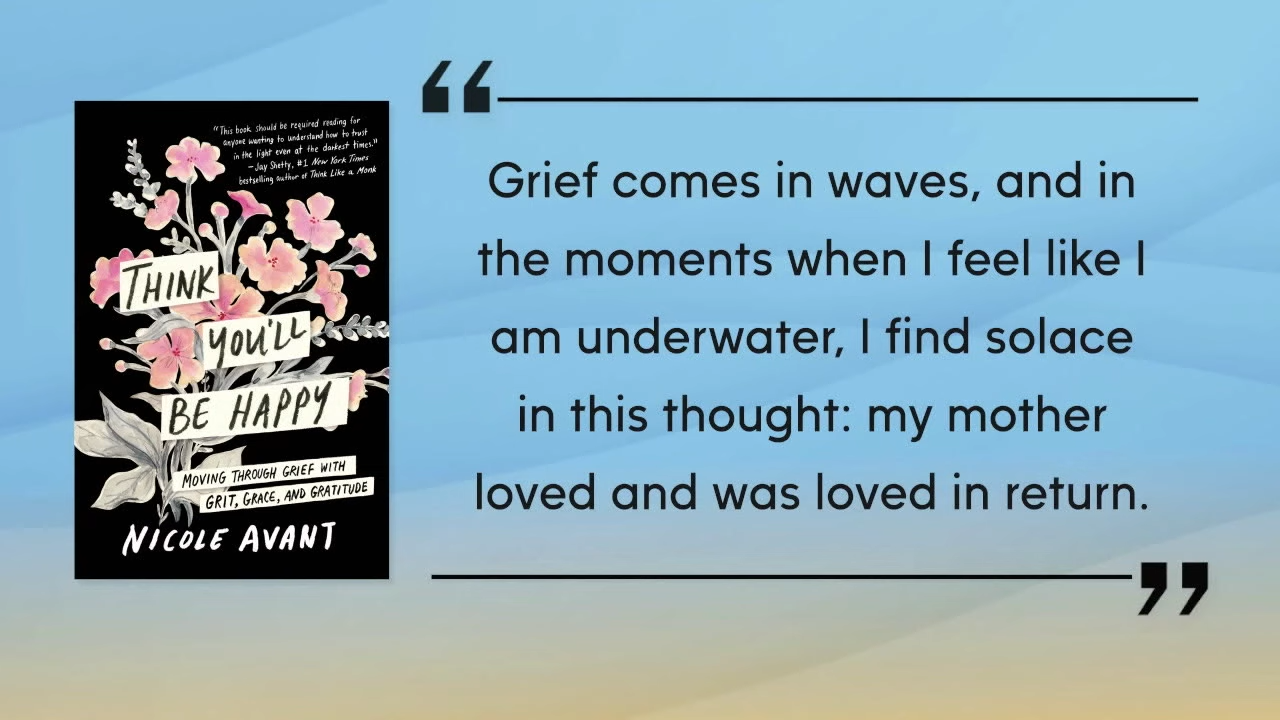 "This book should be required reading for
anyone wanting to understand how to trust
in the light even at the darkest times."
—Jay Shetty, #1 New York Times
bestselling author of Think Like a Monk
THINK
YOU'LL
BE HAPPY
MOVING THROUGH GRIEF WITH
GRIT, GRACE, AND GRATITUDE
NICOLE AVANT
“
Grief comes in waves, and in
the moments when I feel like I
am underwater, I find solace
in this thought: my mother
loved and was loved in return.
”